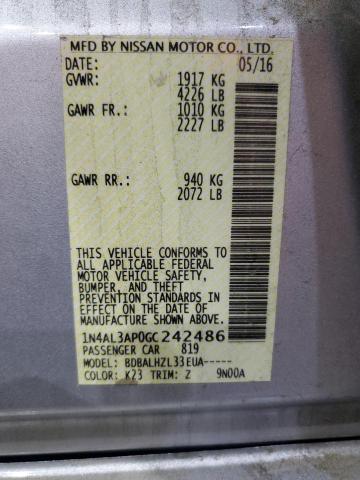 MFD BY NISSAN MOTOR CO., LTD.
DATE: 05/16
GVWR: 1917 KG
4226 LB
GAWR FR.: 1010 KG
2227 LB
GAWR RR.: 940 KG
2072 LB
THIS VEHICLE CONFORMS TO
ALL APPLICABLE FEDERAL
MOTOR VEHICLE SAFETY,
BUMPER, AND THEFT
PREVENTION STANDARDS IN
EFFECT ON THE DATE OF
MANUFACTURE SHOWN ABOVE.
1N4AL3AP0GC242486
PASSENGER CAR 819
MODEL: BDBALHZL33EUA-----
COLOR: K23 TRIM: Z 9N00A